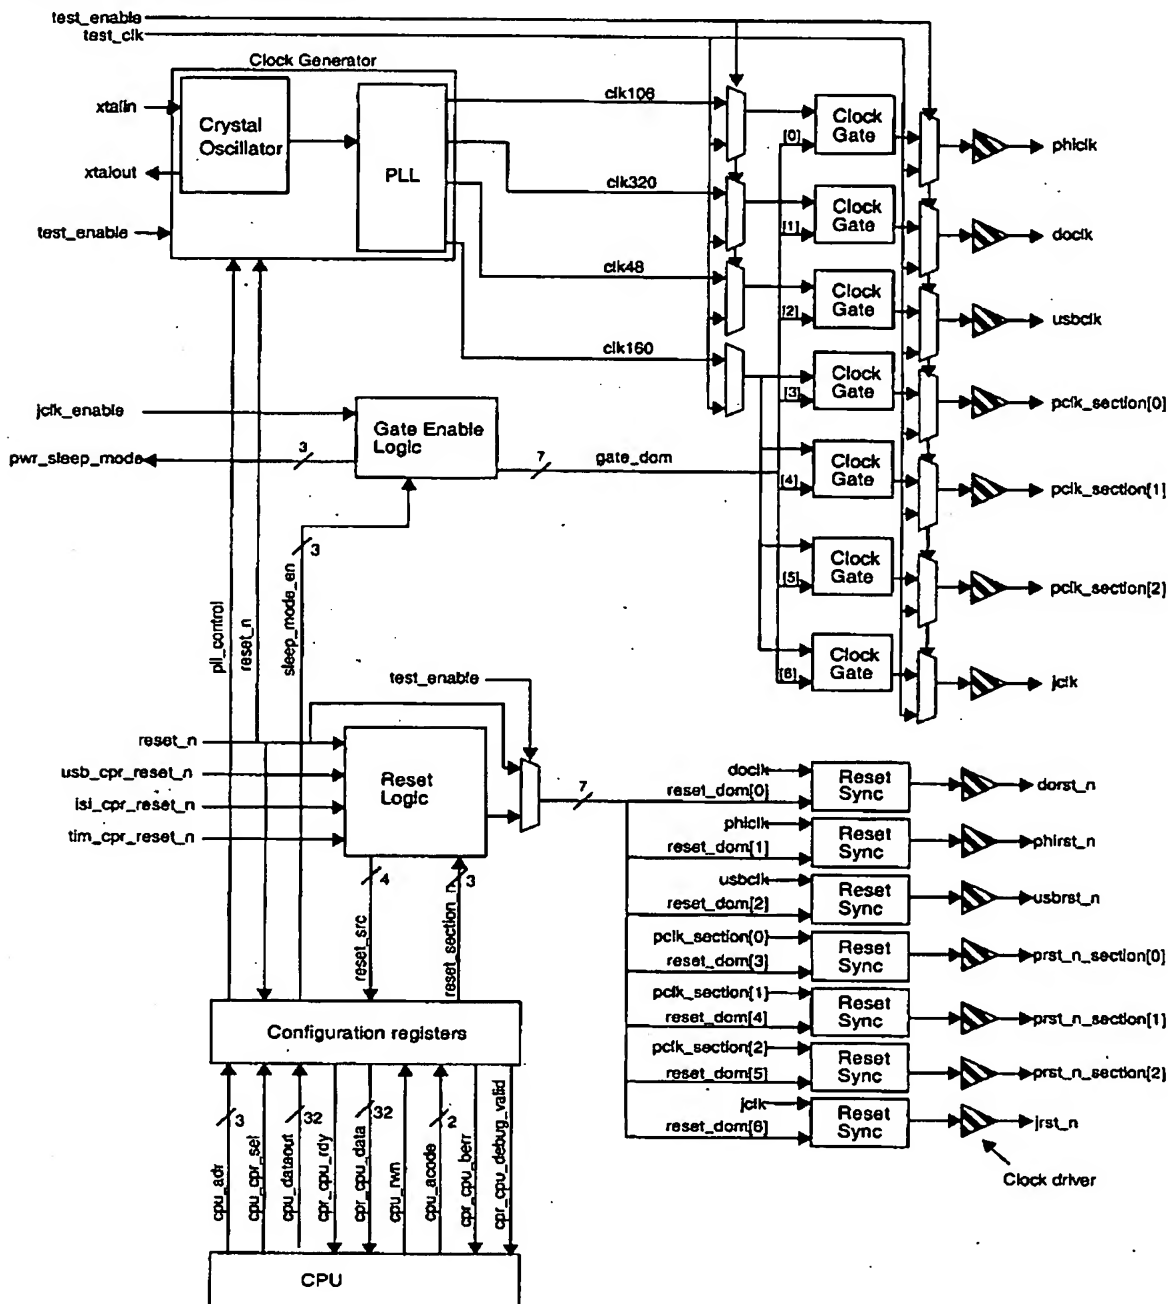 test_enable
test_clk
Clock Generator
xtalin
xtalout
test_enable
Crystal
Oscillator
PLL
clk106
clk320
clk48
clk160
[0]
[1]
[2]
[3]
[4]
[5]
[6]
Clock
Gate
Clock
Gate
Clock
Gate
Clock
Gate
Clock
Gate
Clock
Gate
Clock
Gate
phiclk
doclk
usbclk
pclk_section[0]
pclk_section[1]
pclk_section[2]
jclk
jclk_enable
pwr_sleep_mode
3
Gate Enable
Logic
7
gate_dom
3
pll_control
reset_n
sleep_mode_en
test_enable
reset_n
usb_cpr_reset_n
isi_cpr_reset_n
tim_cpr_reset_n
Reset
Logic
7
4
3
reset_src
reset_section_n
doclk
reset_dom[0]
phiclk
reset_dom[1]
usbclk
reset_dom[2]
pclk_section[0]
reset_dom[3]
pclk_section[1]
reset_dom[4]
pclk_section[2]
reset_dom[5]
jclk
reset_dom[6]
Reset
Sync
Reset
Sync
Reset
Sync
Reset
Sync
Reset
Sync
Reset
Sync
Reset
Sync
dorst_n
phirst_n
usbrst_n
prst_n_section[0]
prst_n_section[1]
prst_n_section[2]
jrst_n
Clock driver
Configuration registers
3
32
32
2
cpu_adr
cpu_cpr_sel
cpu_dataout
cpr_cpu_rdy
cpr_cpu_data
cpu_rwn
cpu_acode
cpr_cpu_berr
cpr_cpu_debug_valid
CPU